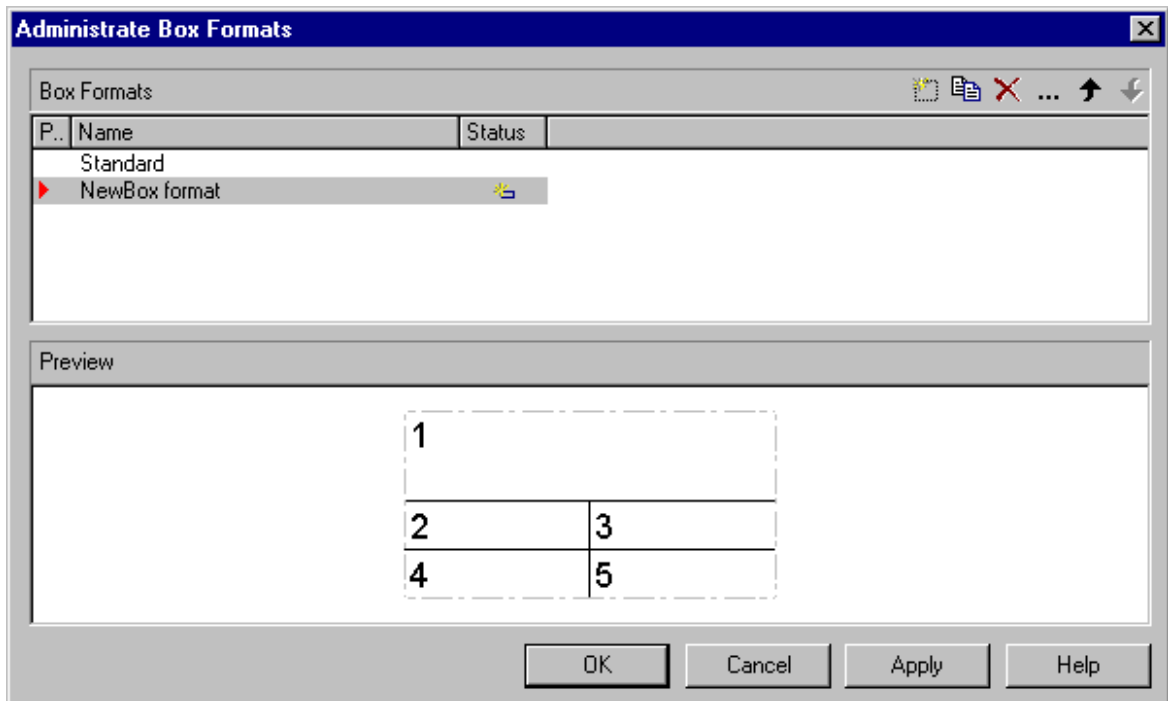 Administrate Box Formats
Box Formats ...
P.. Name Status
Standard
NewBox format
Preview
1
2 3
4 5
OK Cancel Apply Help